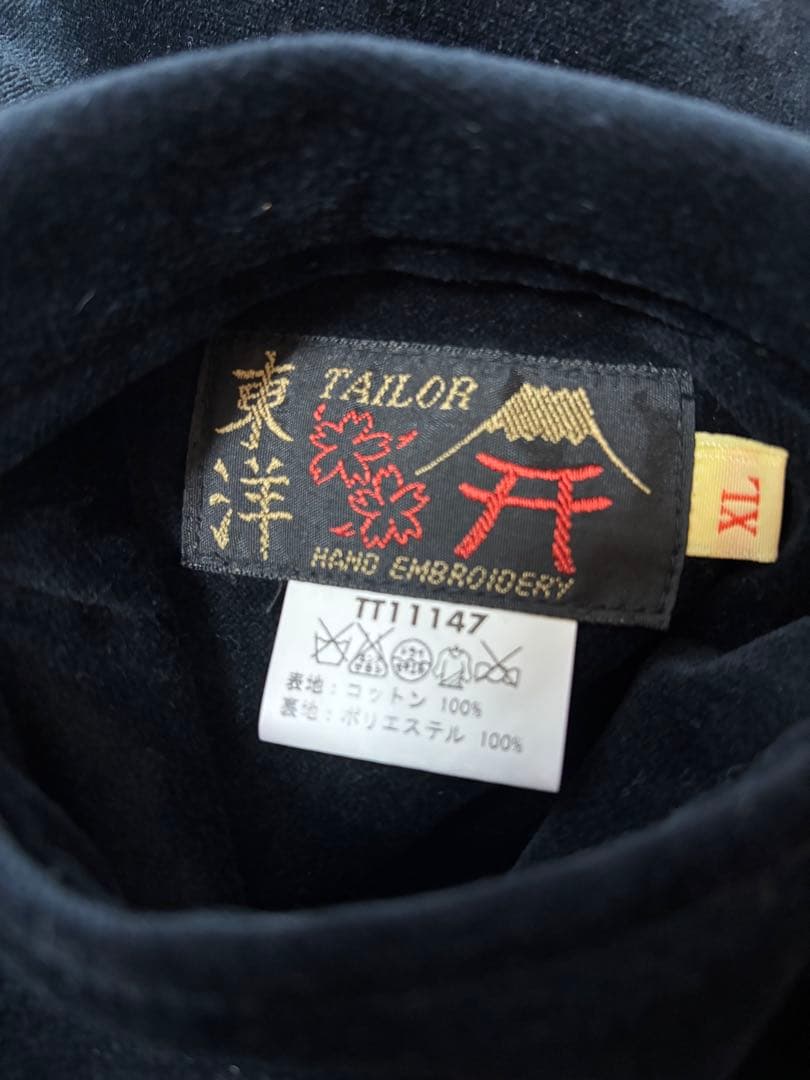 東洋
TAILOR
HAND EMBROIDERY
XL
TT11147
表地：コットン 100%
裏地：ポリエステル 100%